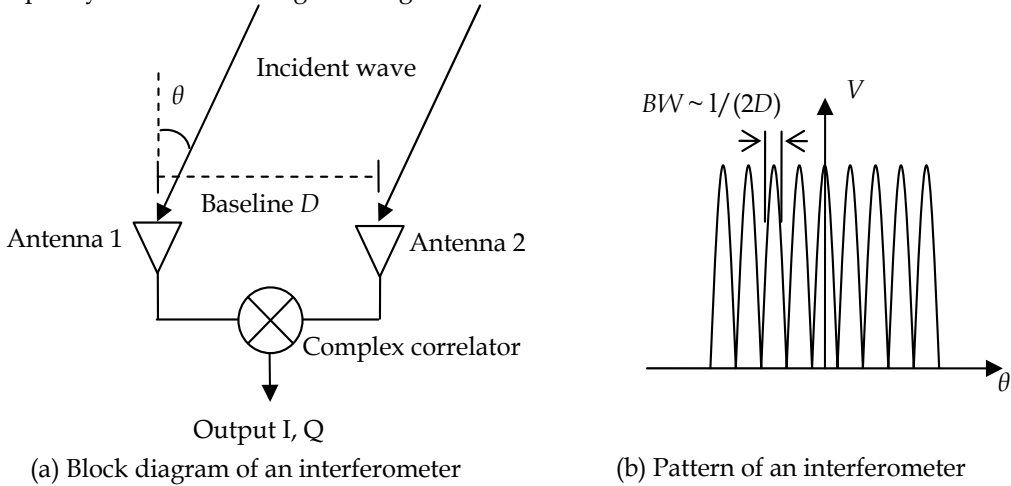 Incident wave
θ
Baseline D
Antenna 1
Antenna 2
Complex correlator
Output I, Q
(a) Block diagram of an interferometer
BW ~ 1/(2D)
V
θ
(b) Pattern of an interferometer